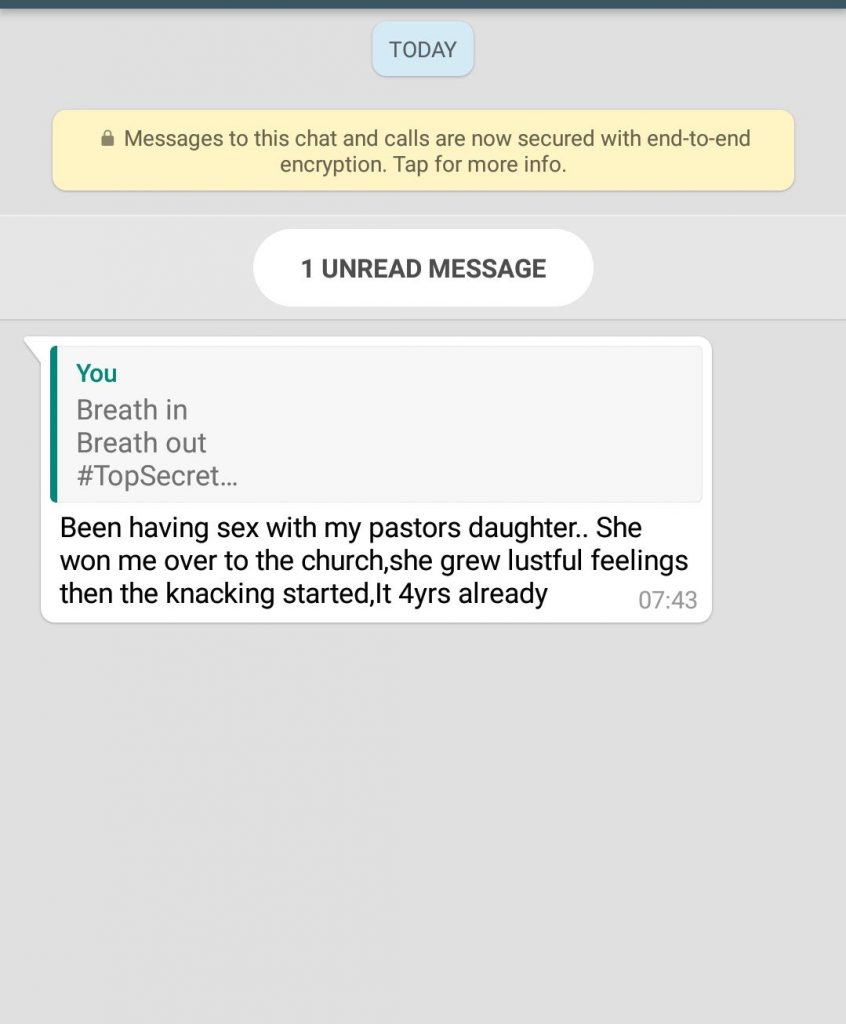 TODAY
Messages to this chat and calls are now secured with end-to-end
encryption. Tap for more info.
1 UNREAD MESSAGE
You
Breath in
Breath out
#TopSecret...
Been having sex with my pastors daughter.. She
won me over to the church,she grew lustful feelings
then the knacking started,It 4yrs already
07:43